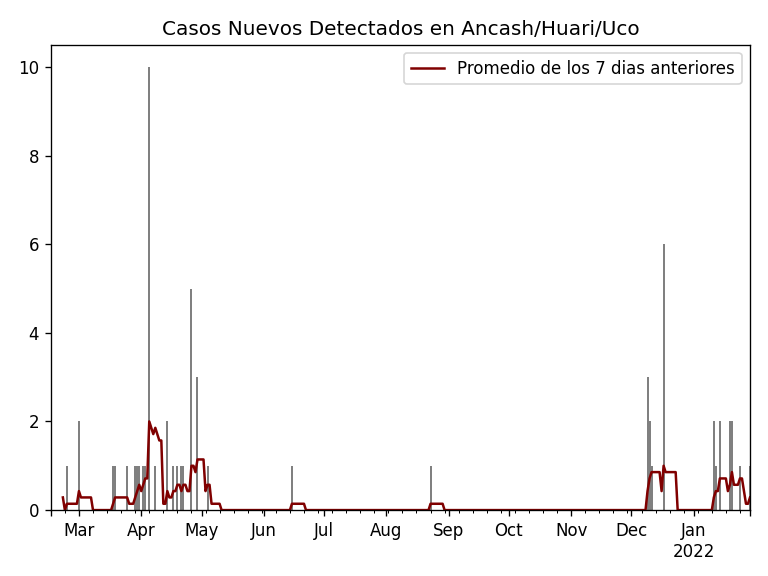 Casos Nuevos Detectados en Ancash/Huari/Uco
Promedio de los 7 dias anteriores
10
8
6
4
2
0
Mar Apr May Jun Jul Aug Sep Oct Nov Dec Jan
2022